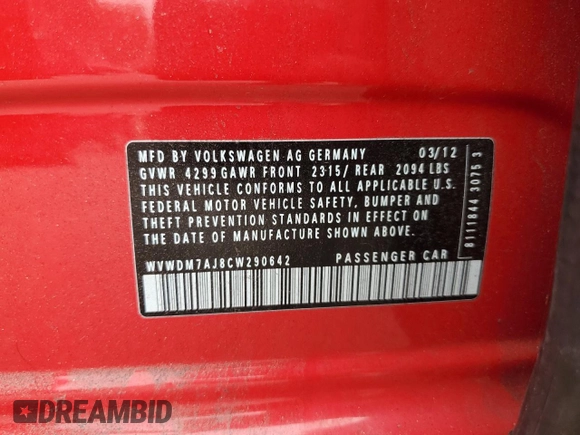 MFD BY VOLKSWAGEN AG GERMANY 03/12
GVWR 4299 GAWR FRONT 2315/ REAR 2094 LBS
THIS VEHICLE CONFORMS TO ALL APPLICABLE U.S.
FEDERAL MOTOR VEHICLE SAFETY, BUMPER AND
THEFT PREVENTION STANDARDS IN EFFECT ON
THE DATE OF MANUFACTURE SHOWN ABOVE.
WVWDM7AJ8CW290642 PASSENGER CAR
8111844 3075 3
DREAMBID